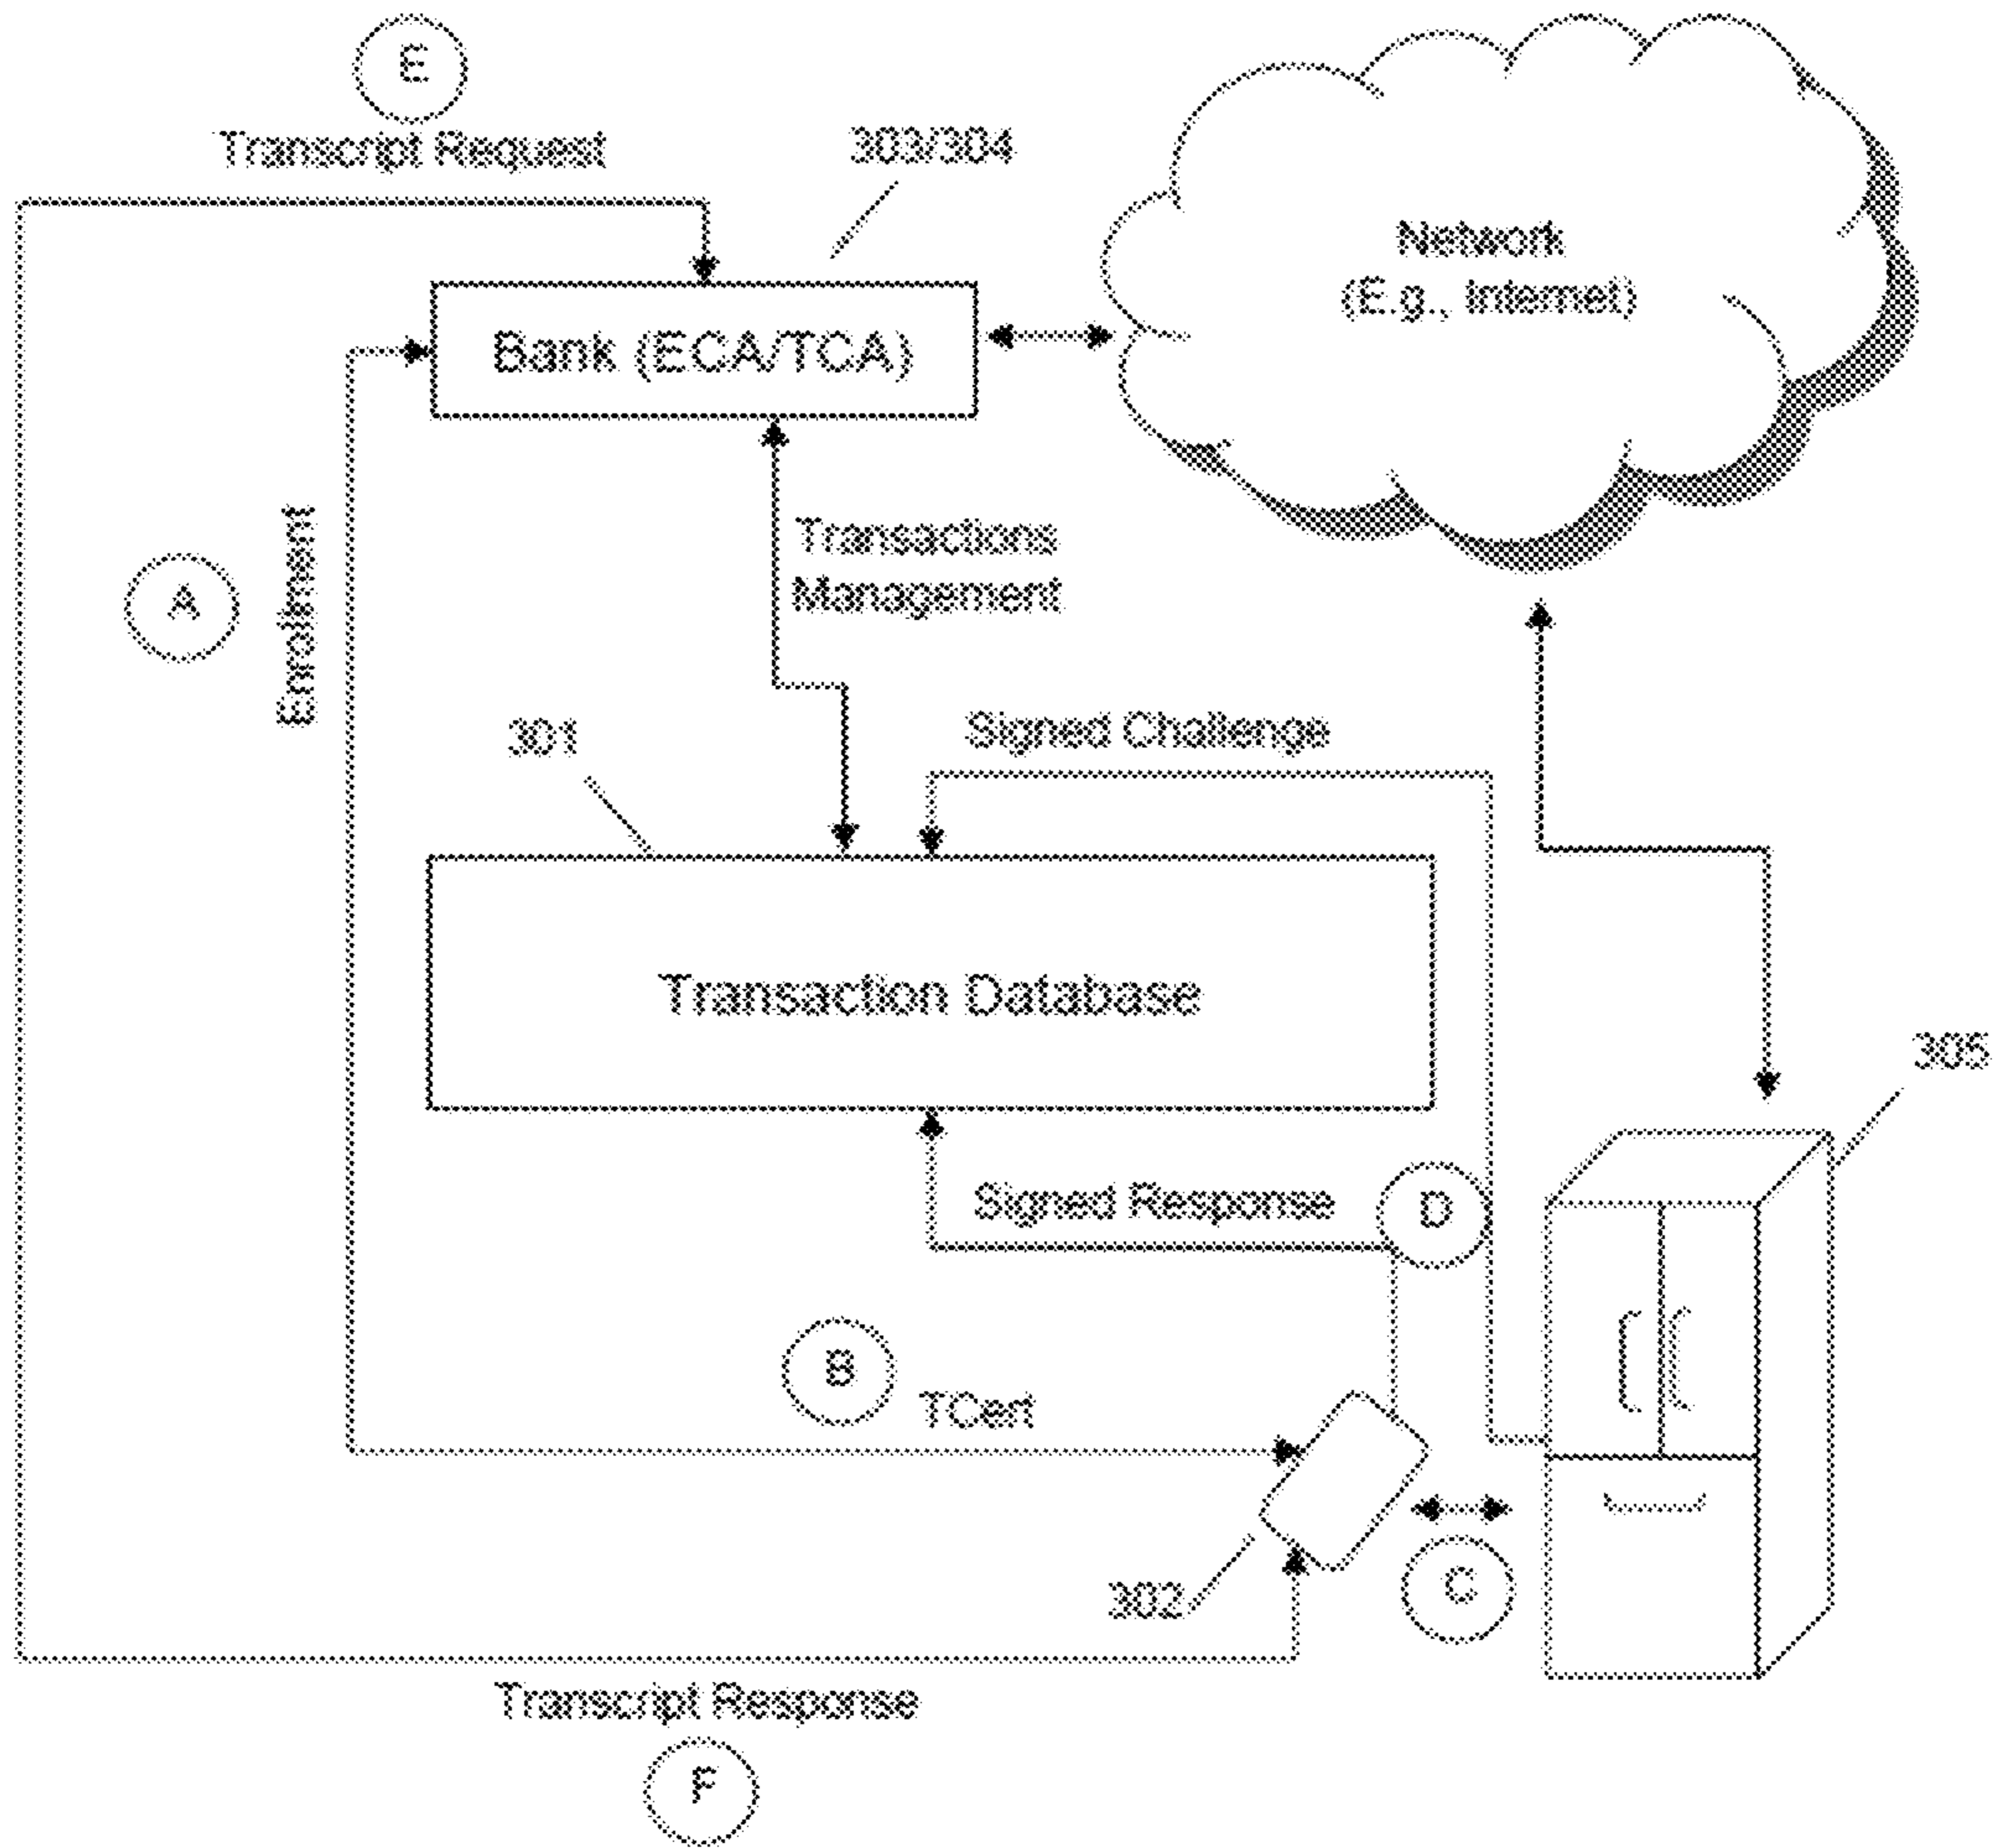 E
Transcript Request
303/304
Network
(E.g., Internet)
Bank (ECA/TCA)
A
Enrollment
Transactions
Management
301
Signed Challenge
Transaction Database
305
Signed Response
D
B
TCert
302
C
Transcript Response
F